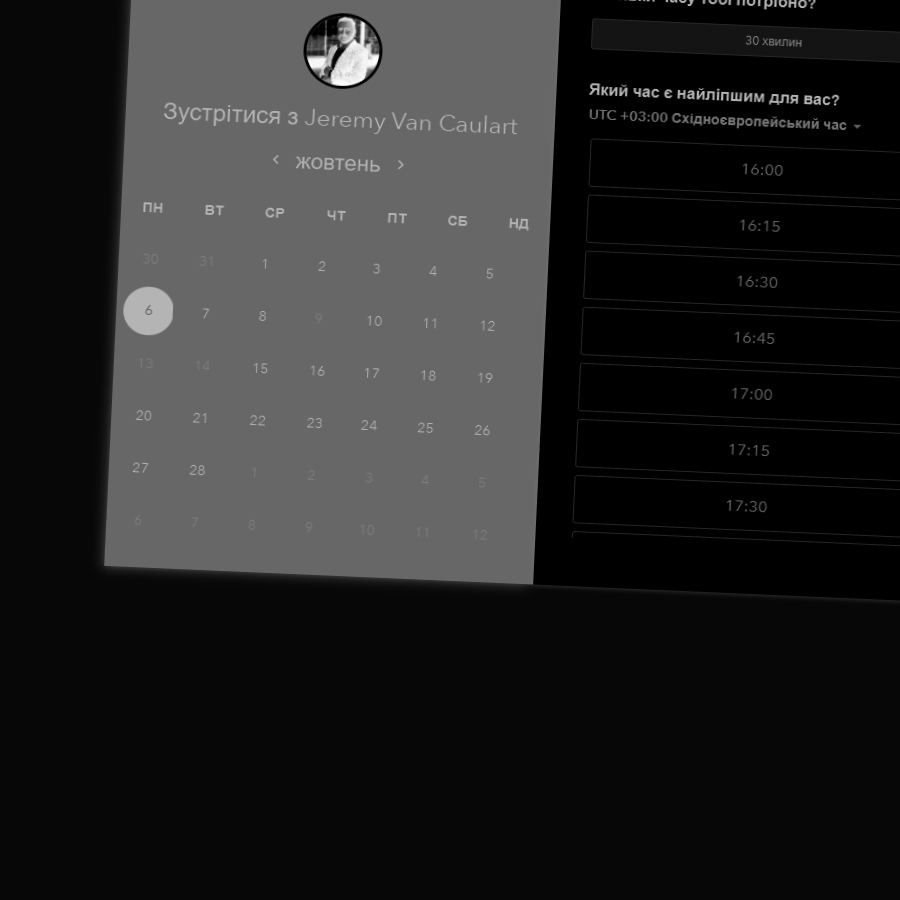 Зустрітися з Jeremy Van Caulart
жовтень
ПН ВТ СР ЧТ ПТ СБ НД
30 31 1 2 3 4 5
6 7 8 9 10 11 12
13 14 15 16 17 18 19
20 21 22 23 24 25 26
27 28 1 2 3 4 5
6 7 8 9 10 11 12
часу тобі потрібно?
30 хвилин
Який час є найліпшим для вас?
UTC +03:00 Східноєвропейський час
16:00
16:15
16:30
16:45
17:00
17:15
17:30